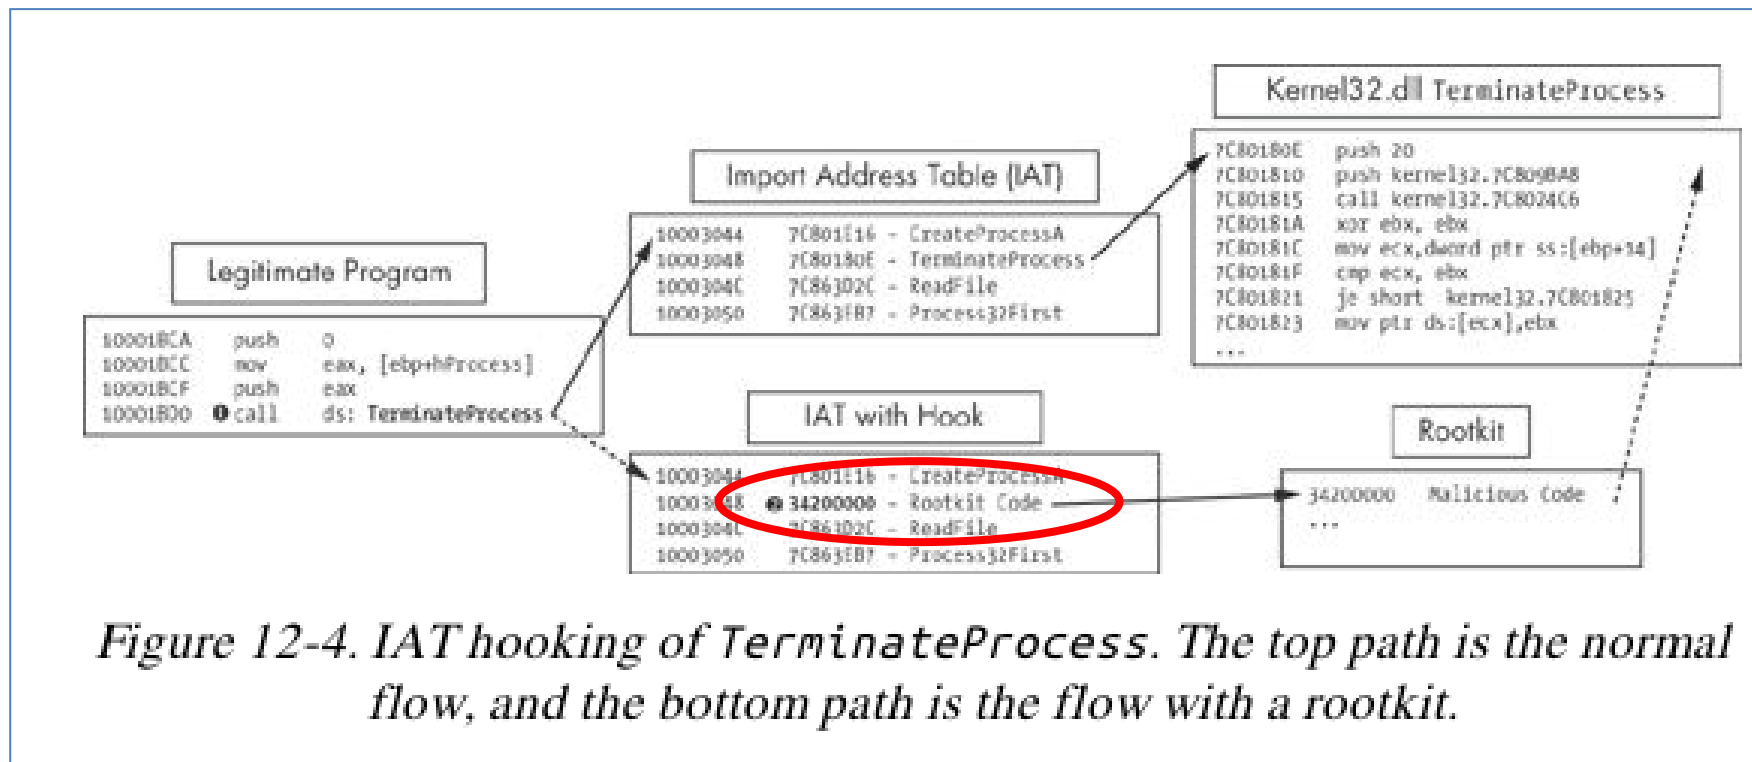 Legitimate Program
10001BCA push 0
10001BCC mov eax, [ebp+hProcess]
10001BCF push eax
10001BD0 ❶ call ds: TerminateProcess
Import Address Table (IAT)
10003044 7C801E16 - CreateProcessA
10003048 7C80180E - TerminateProcess
1000304C 7C863D2C - ReadFile
10003050 7C863EB7 - Process32First
IAT with Hook
10003044 7C801E16 - CreateProcessA
10003048 ❷ 34200000 - Rootkit Code
1000304C 7C863D2C - ReadFile
10003050 7C863EB7 - Process32First
Kernel32.dll TerminateProcess
7C80180E push 20
7C801810 push kernel32.7C809BA8
7C801815 call kernel32.7C8024C6
7C80181A xor ebx, ebx
7C80181C mov ecx,dword ptr ss:[ebp+14]
7C80181F cmp ecx, ebx
7C801821 je short kernel32.7C801825
7C801823 mov ptr ds:[ecx],ebx
...
Rootkit
34200000 Malicious Code
...
Figure 12-4. IAT hooking of TerminateProcess. The top path is the normal
flow, and the bottom path is the flow with a rootkit.